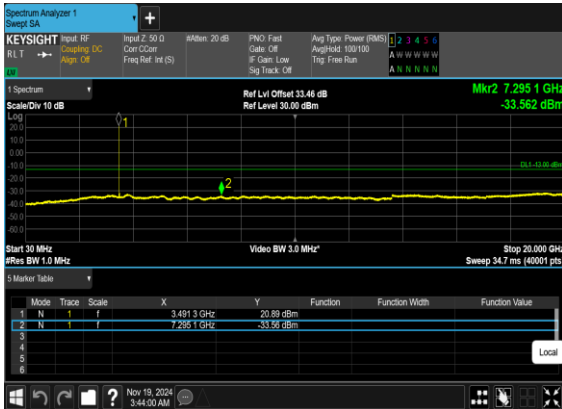 Spectrum Analyzer 1
Swept SA
+
KEYSIGHT Input: RF Input Z: 50 Ω #Atten: 20 dB PNO: Fast Avg Type: Power (RMS) 1 2 3 4 5 6
RLT Coupling: DC Corr CCorr Gate: Off Avg|Hold: 100/100 A W W W W W
Align: Off Freq Ref: Int (S) IF Gain: Low Trig: Free Run
Sig Track: Off A N N N N N
1 Spectrum
Scale/Div 10 dB
Ref Lvl Offset 33.46 dB
Ref Level 30.00 dBm
Mkr2 7.295 1 GHz
-33.562 dBm
Log
20.0
10.0
0.00
-10.0
-20.0
-30.0
-40.0
-50.0
-60.0
1
2
DL1 -13.00 dBm
Start 30 MHz Video BW 3.0 MHz* Stop 20.000 GHz
#Res BW 1.0 MHz Sweep 34.7 ms (40001 pts)
5 Marker Table
Mode Trace Scale X Y Function Function Width Function Value
1 N 1 f 3.491 3 GHz 20.89 dBm
2 N 1 f 7.295 1 GHz -33.56 dBm
3
4
5
6
Local
?
Nov 19, 2024
3:44:00 AM